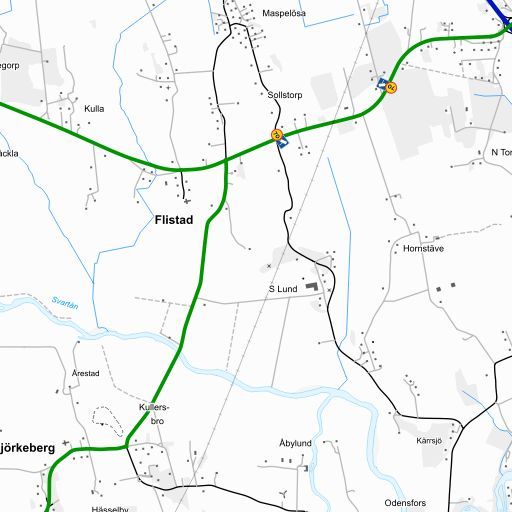 Maspelösa
egorp
Sollstorp
Kulla
äckla
N Tor
Flistad
Hornstäve
S Lund
Svartån
Årestad
Kullers-
bro
jörkeberg
Åbylund
Kärrsjö
Hässelby
Odensfors